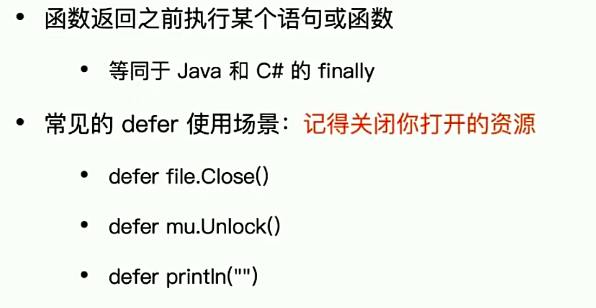 函数返回之前执行某个语句或函数
等同于 Java 和 C# 的 finally
常见的 defer 使用场景：记得关闭你打开的资源
defer file.Close()
defer mu.Unlock()
defer println("")